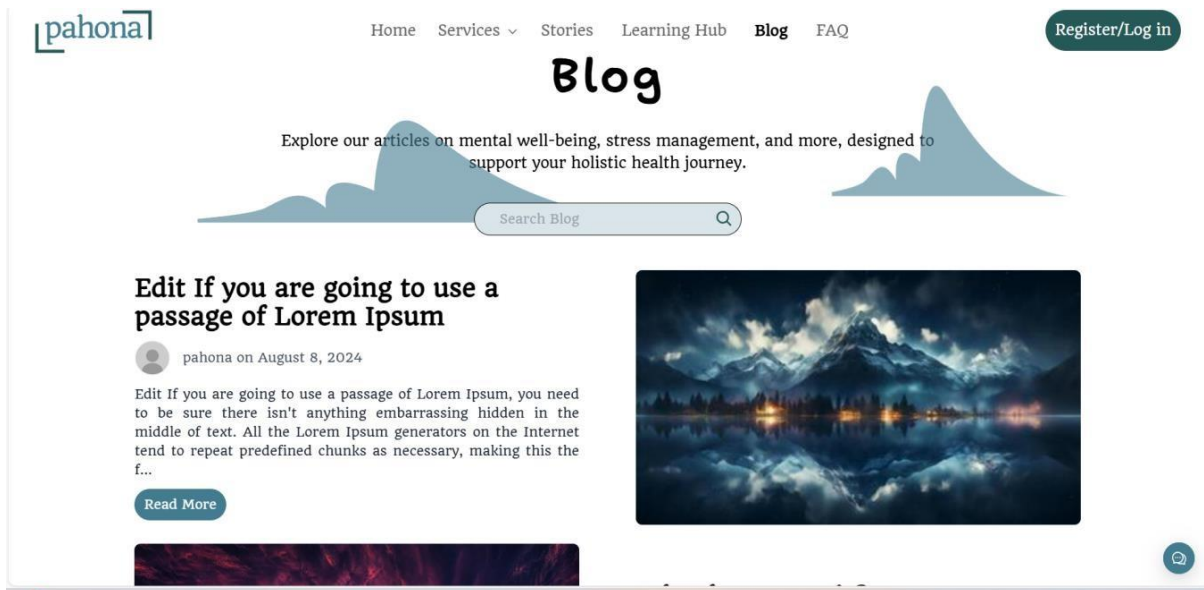 pahona
Home Services Stories Learning Hub Blog FAQ
Register/Log in
Blog
Explore our articles on mental well-being, stress management, and more, designed to
support your holistic health journey.
Search Blog
Edit If you are going to use a
passage of Lorem Ipsum
pahona on August 8, 2024
Edit If you are going to use a passage of Lorem Ipsum, you need
to be sure there isn't anything embarrassing hidden in the
middle of text. All the Lorem Ipsum generators on the Internet
tend to repeat predefined chunks as necessary, making this the
f...
Read More